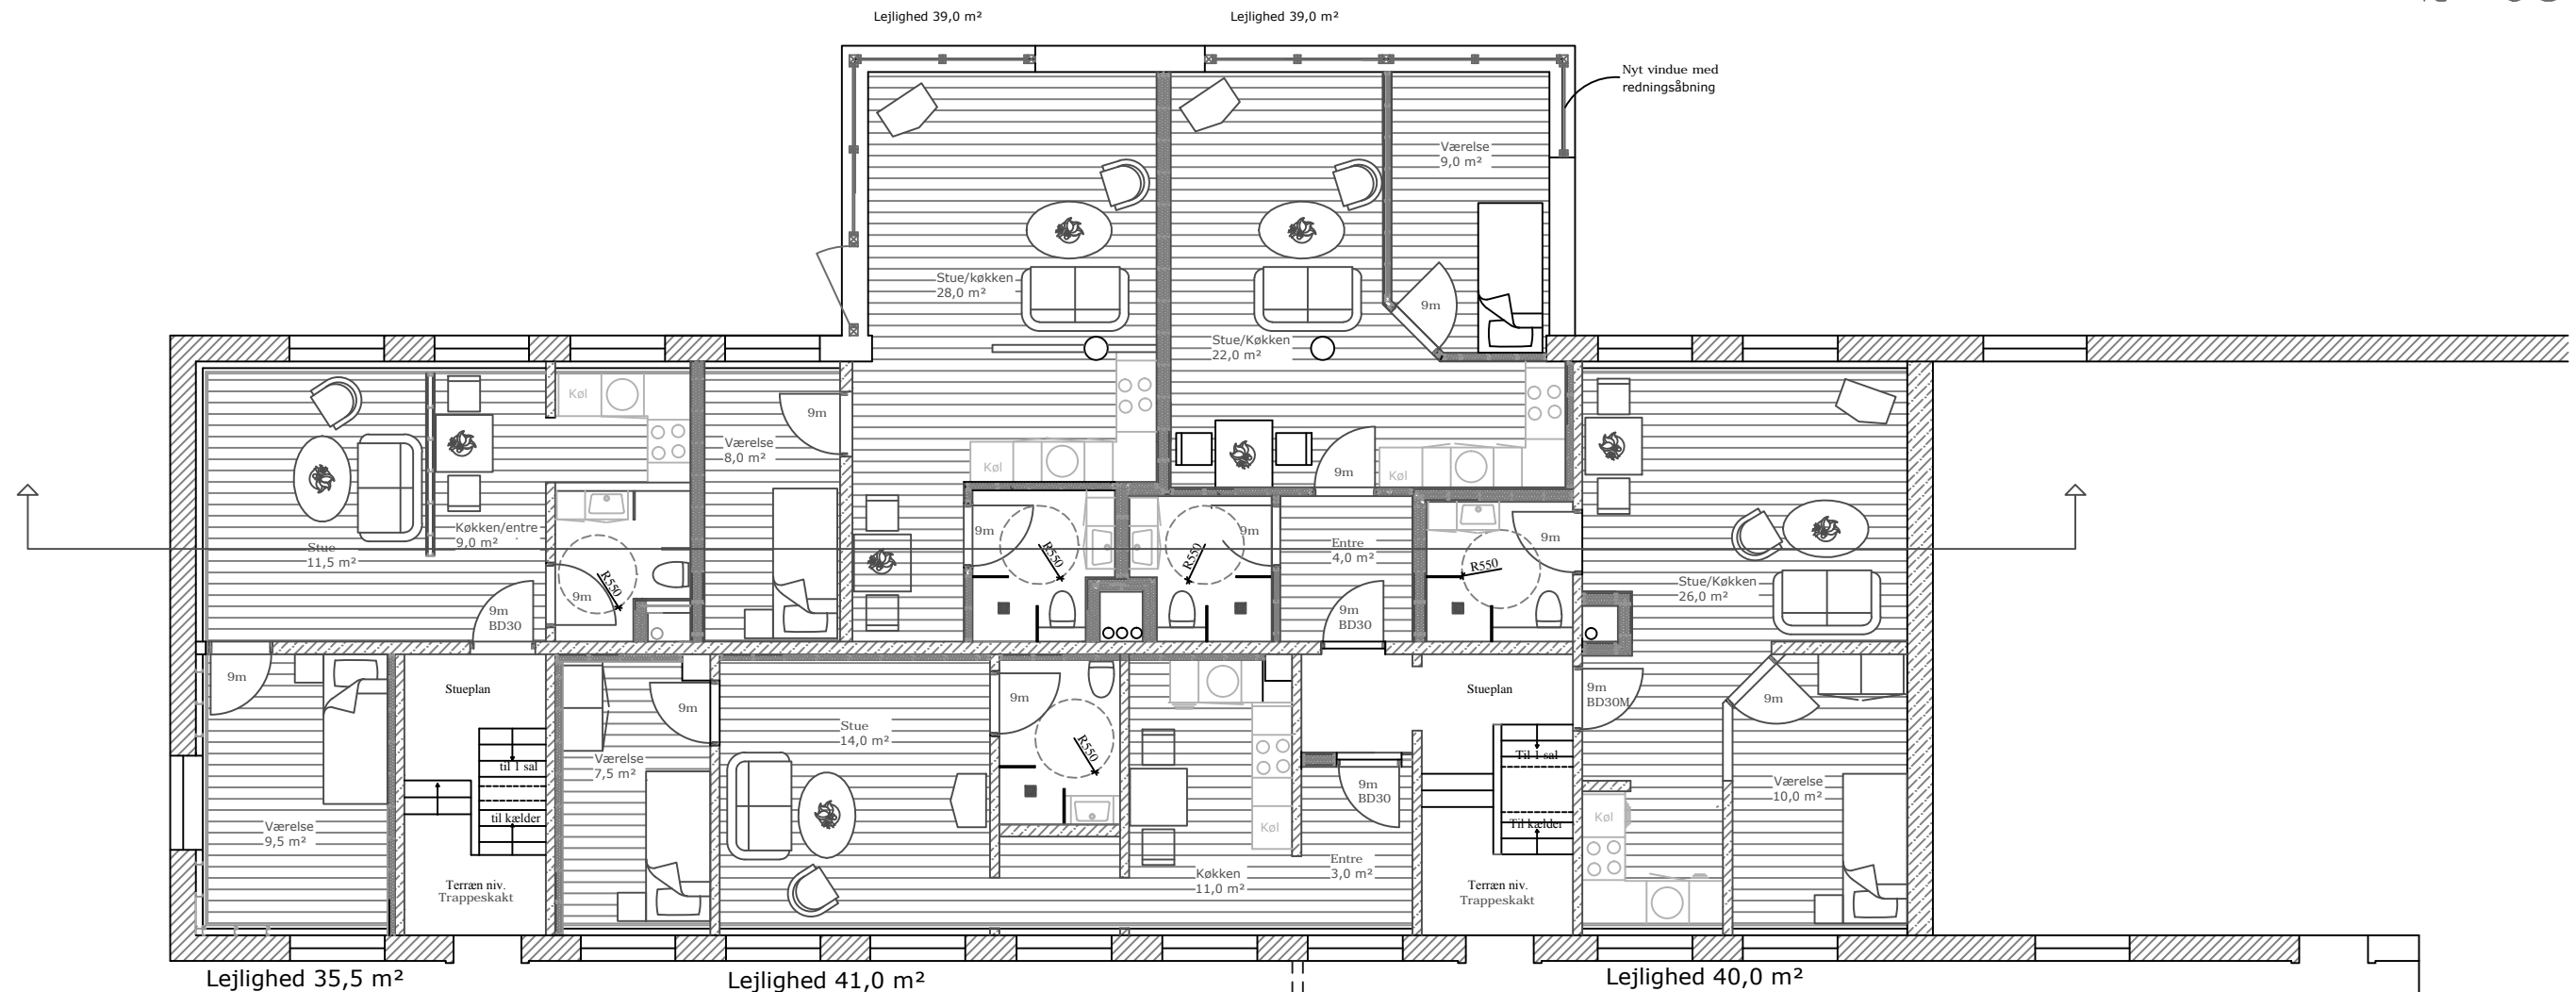 Lejlighed 39,0 m²
Lejlighed 39,0 m²
Nyt vindue med
redningsåbning
Værelse
9,0 m²
Stue/køkken
28,0 m²
9m
Stue/Køkken
22,0 m²
Køl
9m
Værelse
8,0 m²
Køl
9m
Køl
Køkken/entre
9,0 m²
Stue
11,5 m²
9m
R550
9m
R550
Entre
4,0 m²
9m
R550
Stue/Køkken
26,0 m²
9m
BD30
9m
R550
9m
BD30
9m
Stueplan
9m
9m
Stueplan
9m
BD30M
9m
Stue
14,0 m²
R550
Værelse
7,5 m²
til 1 sal
til kælder
Til 1 sal
Til kælder
9m
BD30
Værelse
10,0 m²
Køl
Køl
Værelse
9,5 m²
Terræn niv.
Trappeskakt
Køkken
11,0 m²
Entre
3,0 m²
Terræn niv.
Trappeskakt
Lejlighed 35,5 m²
Lejlighed 41,0 m²
Lejlighed 40,0 m²